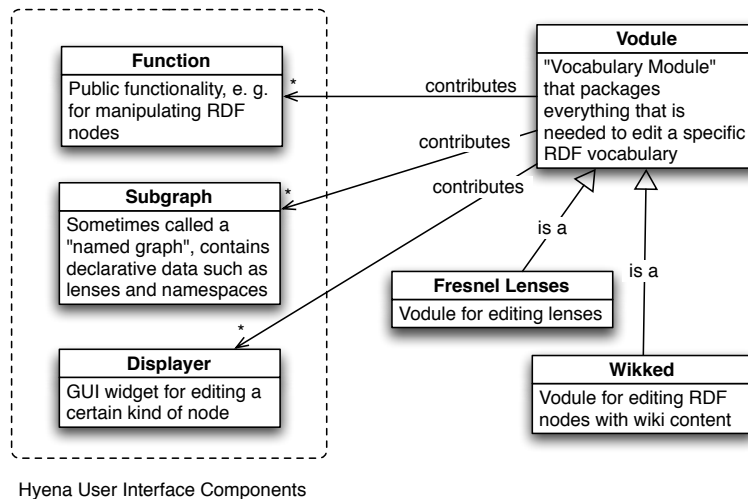 Function
Public functionality, e. g.
for manipulating RDF
nodes
*
contributes
Vodule
"Vocabulary Module"
that packages
everything that is
needed to edit a specific
RDF vocabulary
Subgraph
Sometimes called a
"named graph", contains
declarative data such as
lenses and namespaces
*
contributes
contributes
is a
is a
Fresnel Lenses
Vodule for editing lenses
*
Displayer
GUI widget for editing a
certain kind of node
Wikked
Vodule for editing RDF
nodes with wiki content
Hyena User Interface Components